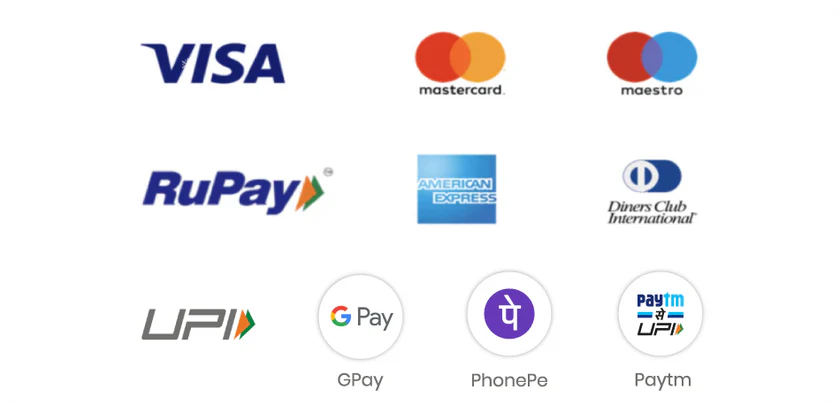 VISA
mastercard.
maestro
RuPay
AMERICAN
EXPRESS
Diners Club
International
UPI
G Pay
पे
paytm
से
UPI
GPay
PhonePe
Paytm